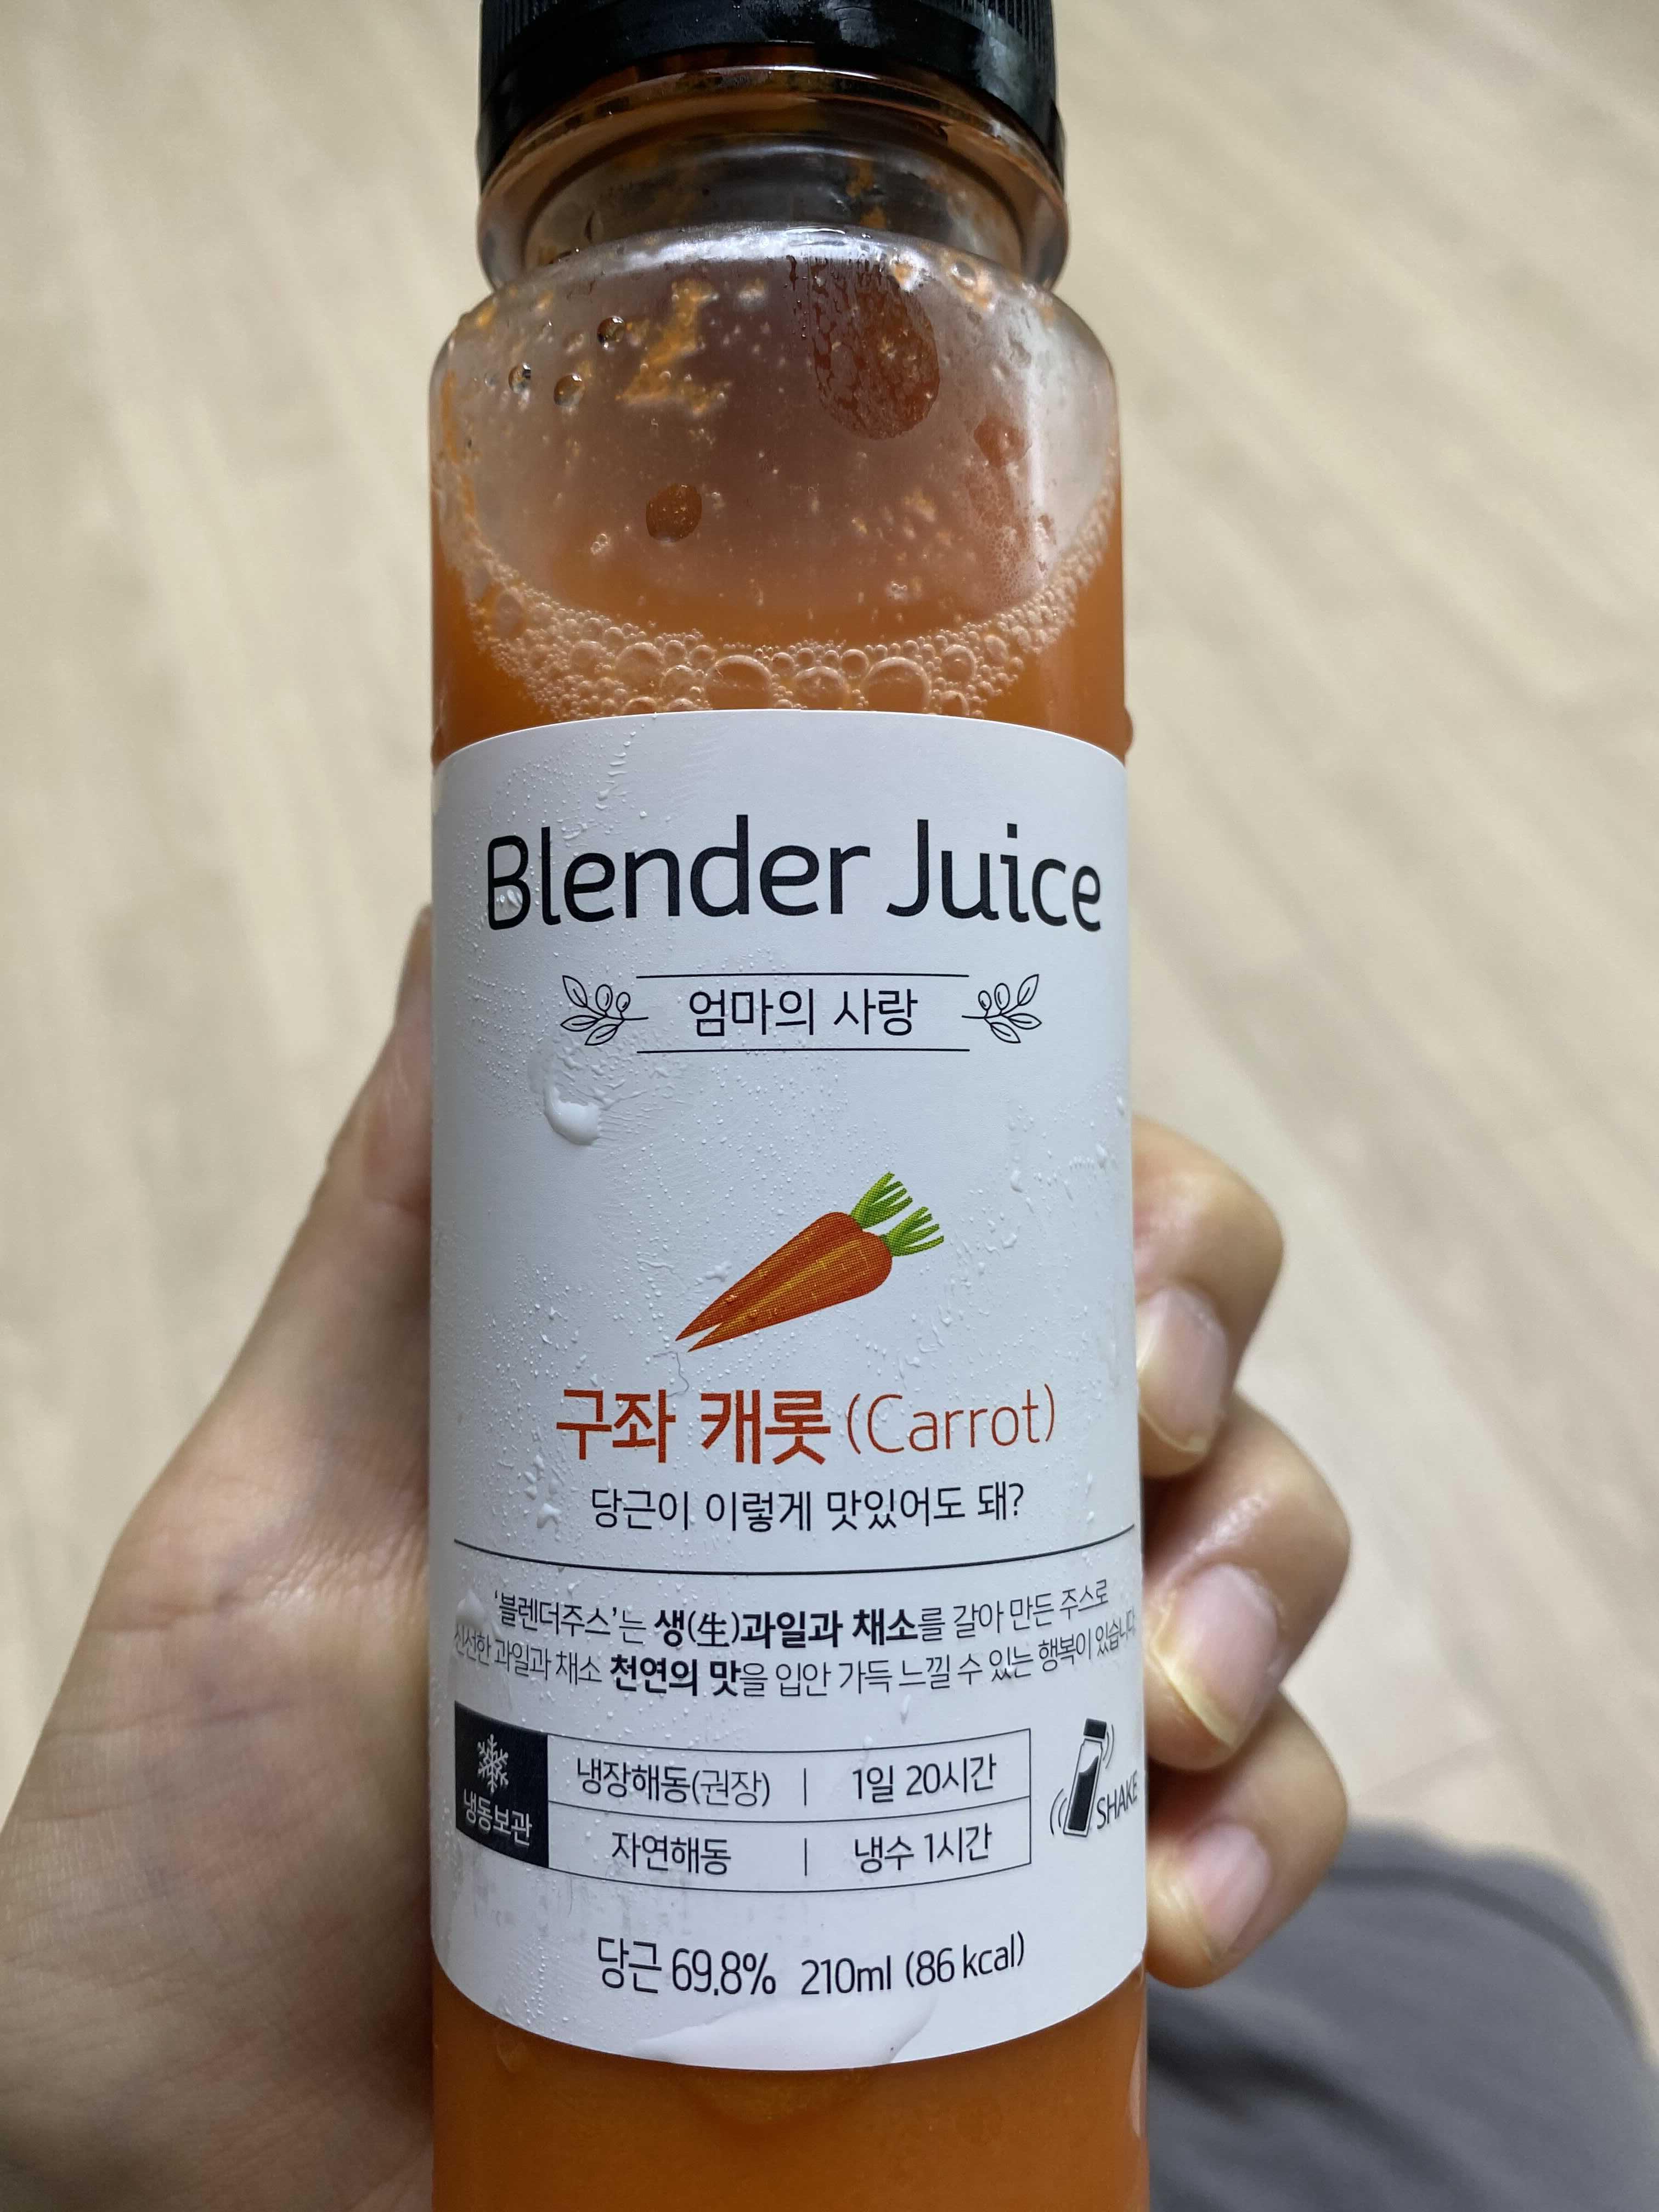 Blender Juice
엄마의 사랑
구좌 캐롯 (Carrot)
당근이 이렇게 맛있어도 돼?
'블렌더주스'는 생(生)과일과 채소를 갈아 만든 주스로
신선한 과일과 채소 천연의 맛을 입안 가득 느낄 수 있는 행복이 있습니다
냉동보관
냉장해동(권장) | 1일 20시간
자연해동 | 냉수 1시간
SHAKE
당근 69.8% 210ml (86 kcal)